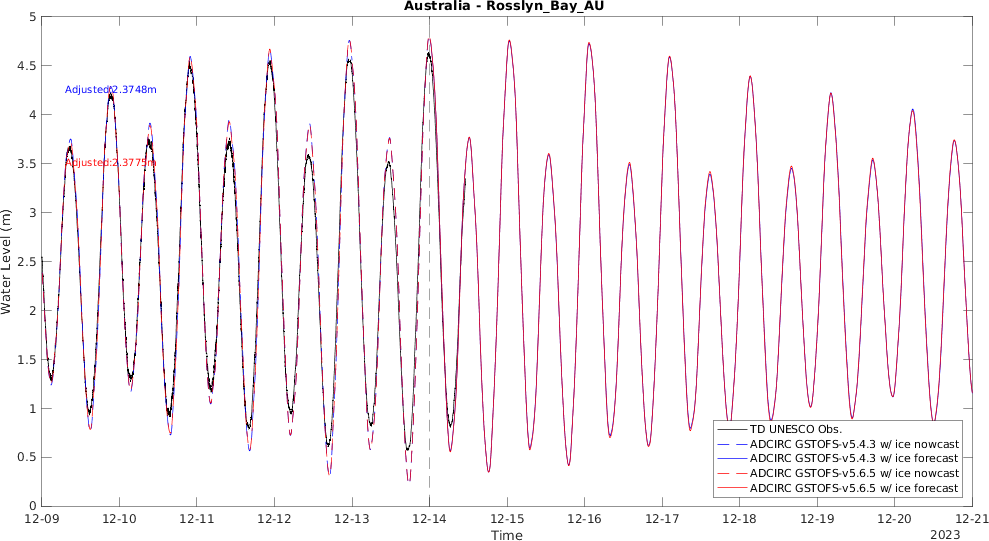 Australia - Rosslyn_Bay_AU
5
4.5
4
3.5
3
2.5
2
1.5
1
0.5
0
Water Level (m)
Adjusted:2.3748m
Adjusted:2.3775m
TD UNESCO Obs.
ADCIRC GSTOFS-v5.4.3 w/ ice nowcast
ADCIRC GSTOFS-v5.4.3 w/ ice forecast
ADCIRC GSTOFS-v5.6.5 w/ ice nowcast
ADCIRC GSTOFS-v5.6.5 w/ ice forecast
12-09 12-10 12-11 12-12 12-13 12-14 12-15 12-16 12-17 12-18 12-19 12-20 12-21
Time
2023